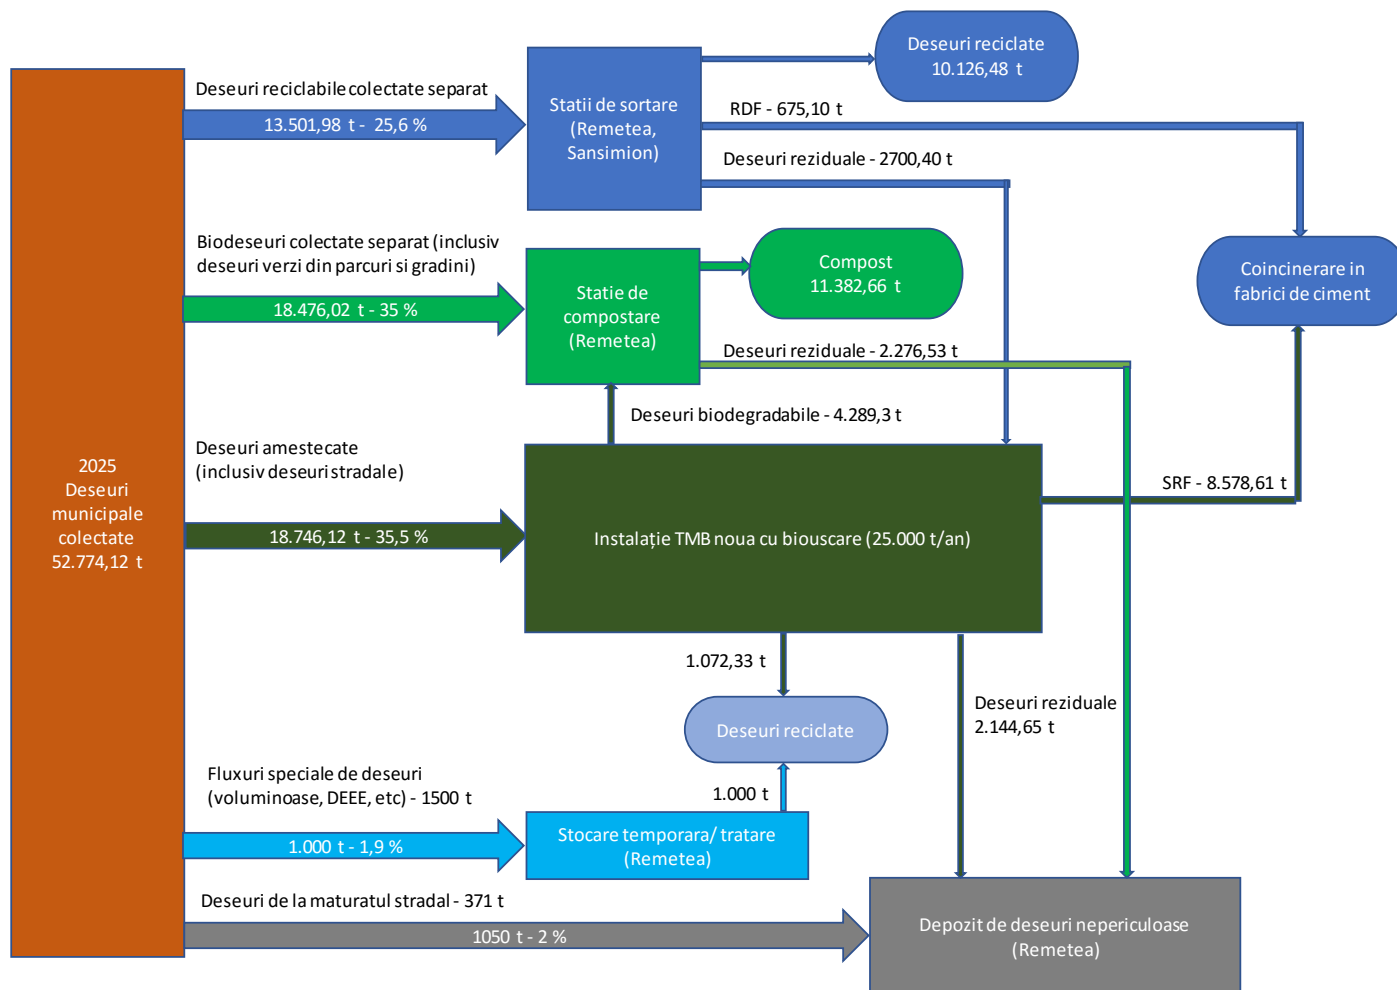 Deseuri reciclate
10.126,48 t
Deseuri reciclabile colectate separat
13.501,98 t - 25,6 %
Statii de sortare
(Remetea,
Sansimion)
RDF - 675,10 t
Deseuri reziduale - 2700,40 t
Biodeseuri colectate separat (inclusiv
deseuri verzi din parcuri si gradini)
18.476,02 t - 35 %
Statie de
compostare
(Remetea)
Compost
11.382,66 t
Coincinerare in
fabrici de ciment
Deseuri reziduale - 2.276,53 t
Deseuri biodegradabile - 4.289,3 t
Deseuri amestecate
(inclusiv deseuri stradale)
2025
Deseuri
municipale
colectate
52.774,12 t
18.746,12 t - 35,5 %
Instalație TMB noua cu biouscare (25.000 t/an)
SRF - 8.578,61 t
1.072,33 t
Deseuri reziduale
2.144,65 t
Deseuri reciclate
Fluxuri speciale de deseuri
(voluminoase, DEEE, etc) - 1500 t
1.000 t
1.000 t - 1,9 %
Stocare temporara/ tratare
(Remetea)
Deseuri de la maturatul stradal - 371 t
1050 t - 2 %
Depozit de deseuri nepericuloase
(Remetea)